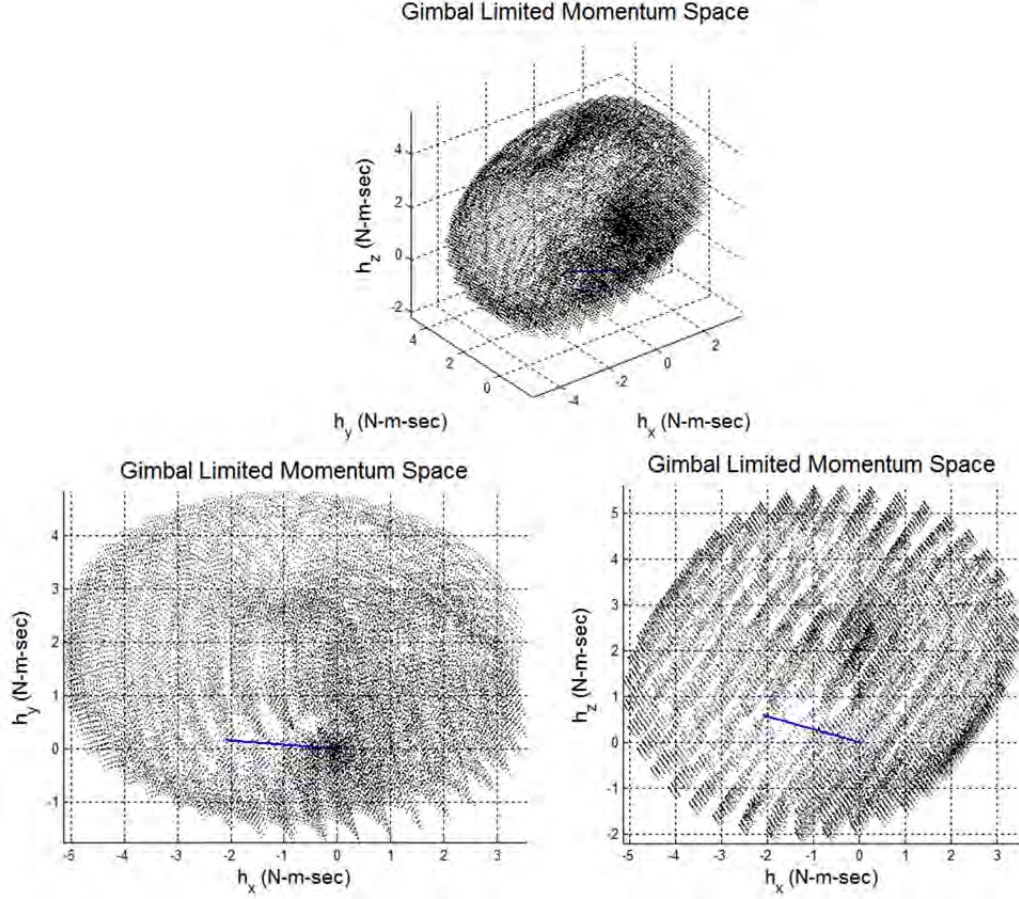 Gimbal Limited Momentum Space
4
2
0
-2
h_z (N-m-sec)
4
2
0
-4
-2
0
2
h_y (N-m-sec)
h_x (N-m-sec)
Gimbal Limited Momentum Space
4
3
2
1
0
-1
h_y (N-m-sec)
-5 -4 -3 -2 -1 0 1 2 3
h_x (N-m-sec)
Gimbal Limited Momentum Space
5
4
3
2
1
0
-1
-2
h_z (N-m-sec)
-5 -4 -3 -2 -1 0 1 2 3
h_x (N-m-sec)